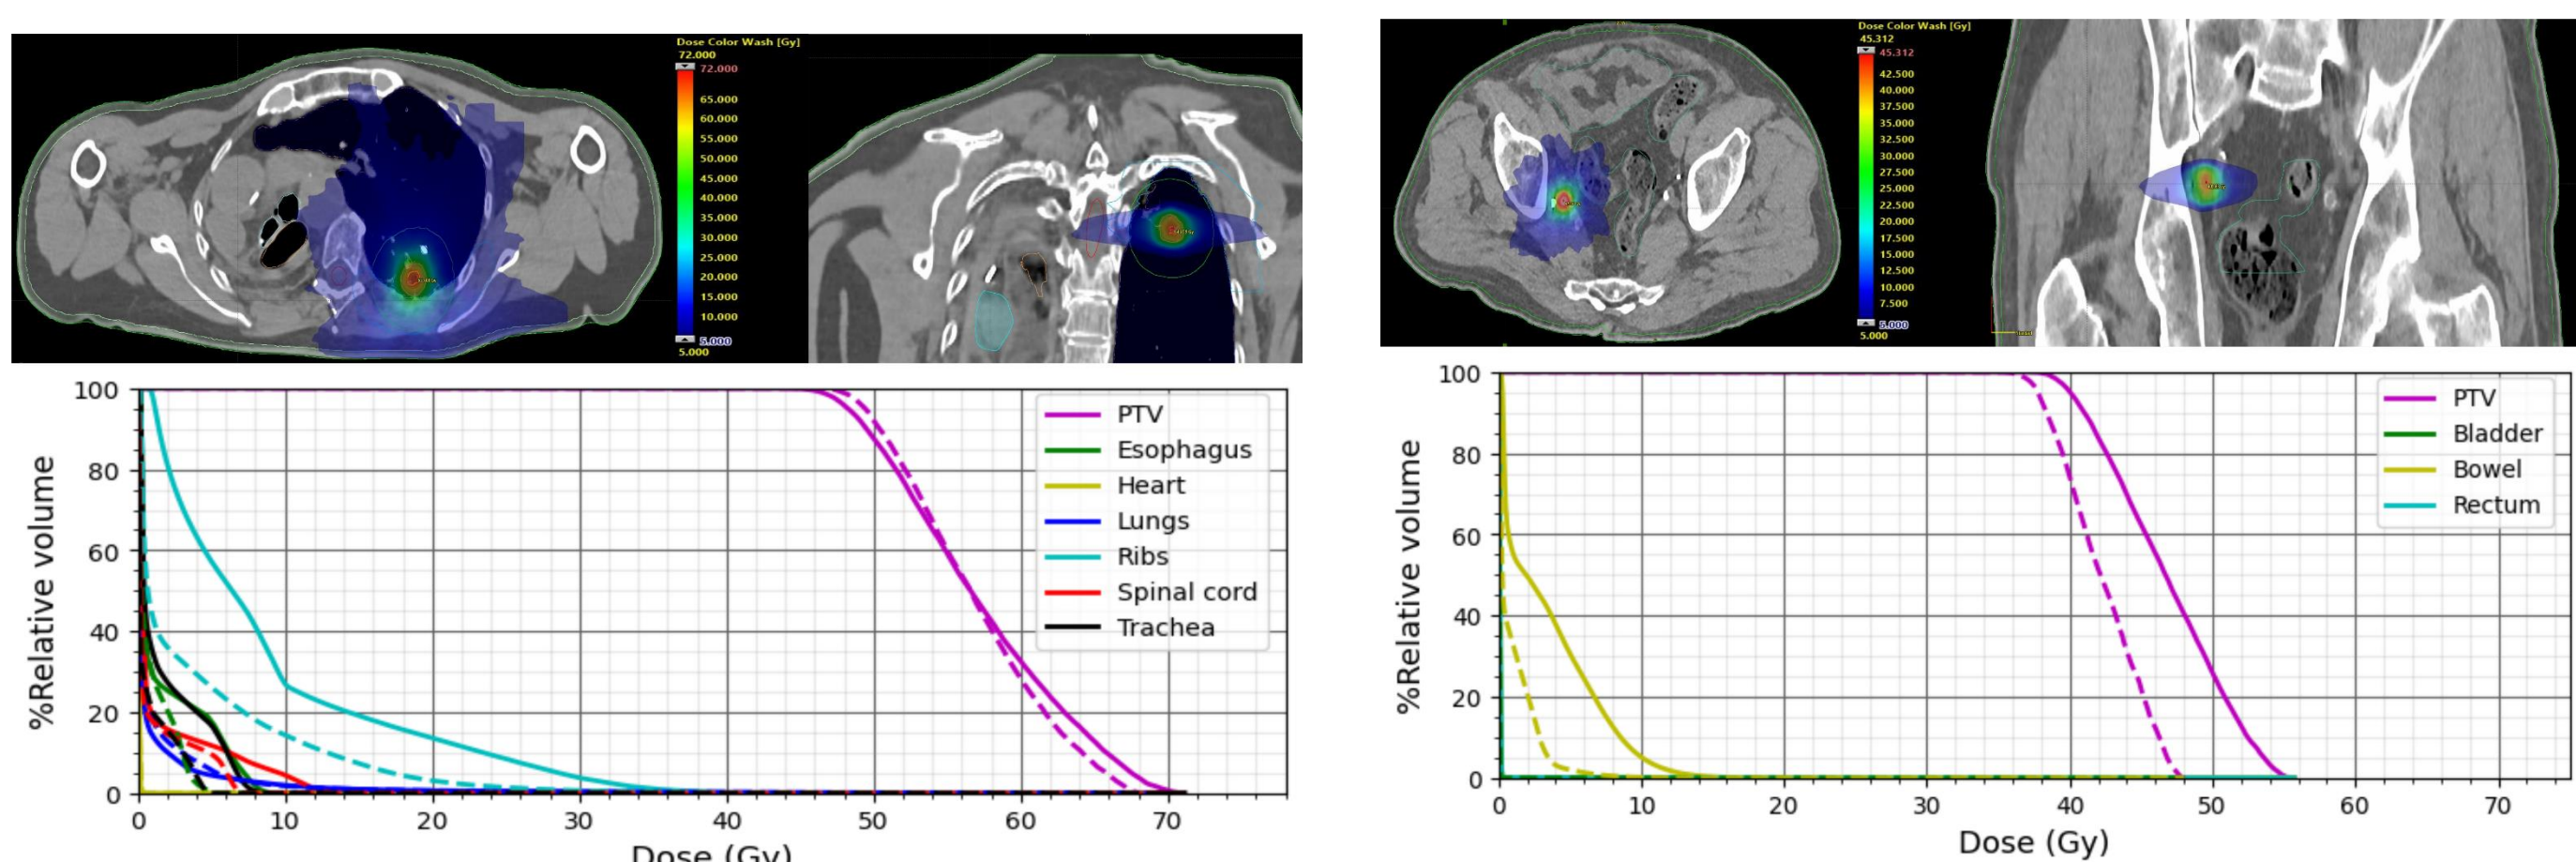 Dose Color Wash [Gy]
72.000
72.000
65.000
60.000
55.000
50.000
45.000
40.000
35.000
30.000
25.000
20.000
15.000
10.000
5.000
5.000
Dose Color Wash [Gy]
45.312
45.312
42.500
40.000
37.500
35.000
32.500
30.000
27.500
25.000
22.500
20.000
17.500
15.000
12.500
10.000
7.500
5.000
5.000
%Relative volume
100
80
60
40
20
0
0 10 20 30 40 50 60 70
Dose (Gy)
PTV
Esophagus
Heart
Lungs
Ribs
Spinal cord
Trachea
%Relative volume
100
80
60
40
20
0
0 10 20 30 40 50 60 70
Dose (Gy)
PTV
Bladder
Bowel
Rectum